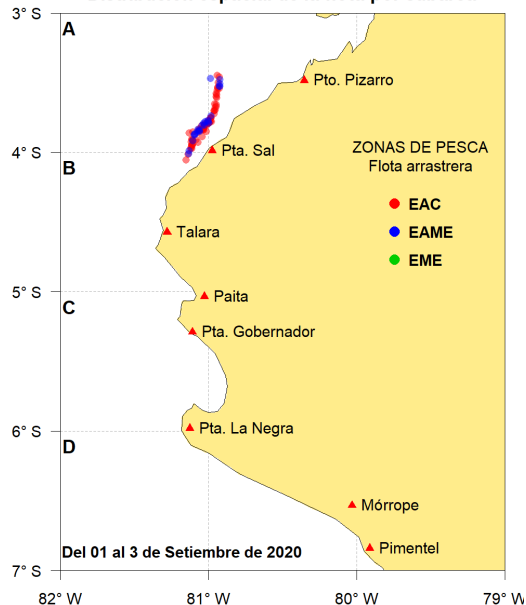 3° S
A
Pto. Pizarro
ZONAS DE PESCA
Flota arrastrera
4° S
Pta. Sal
B
EAC
EAME
EME
Talara
5° S
Paita
C
Pta. Gobernador
6° S
Pta. La Negra
D
Mórrope
Pimentel
Del 01 al 3 de Setiembre de 2020
7° S
82° W
81° W
80° W
79° W